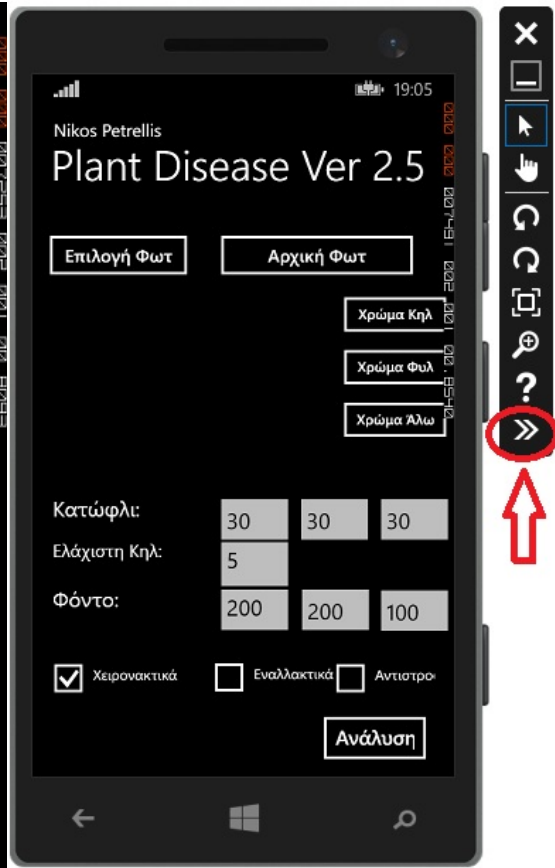 19:05
Nikos Petrellis
Plant Disease Ver 2.5
Επιλογή Φωτ
Αρχική Φωτ
Χρώμα Κηλ
Χρώμα Φυλ
Χρώμα Άλω
Κατώφλι:
30 30 30
Ελάχιστη Κηλ:
5
Φόντο:
200 200 100
Χειρονακτικά Εναλλακτικά Αντιστρο
Ανάλυση
?